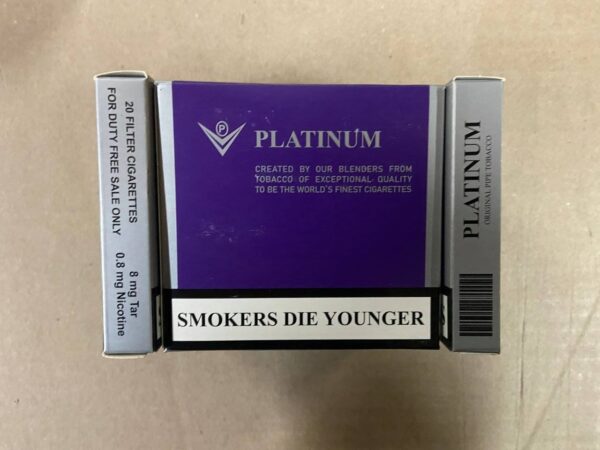 20 FILTER CIGARETTES
FOR DUTY FREE SALE ONLY
8 mg Tar
0.8 mg Nicotine
P
PLATINUM
CREATED BY OUR BLENDERS FROM
TOBACCO OF EXCEPTIONAL QUALITY
TO BE THE WORLD'S FINEST CIGARETTES
SMOKERS DIE YOUNGER
PLATINUM
ORIGINAL PIPE TOBACCO